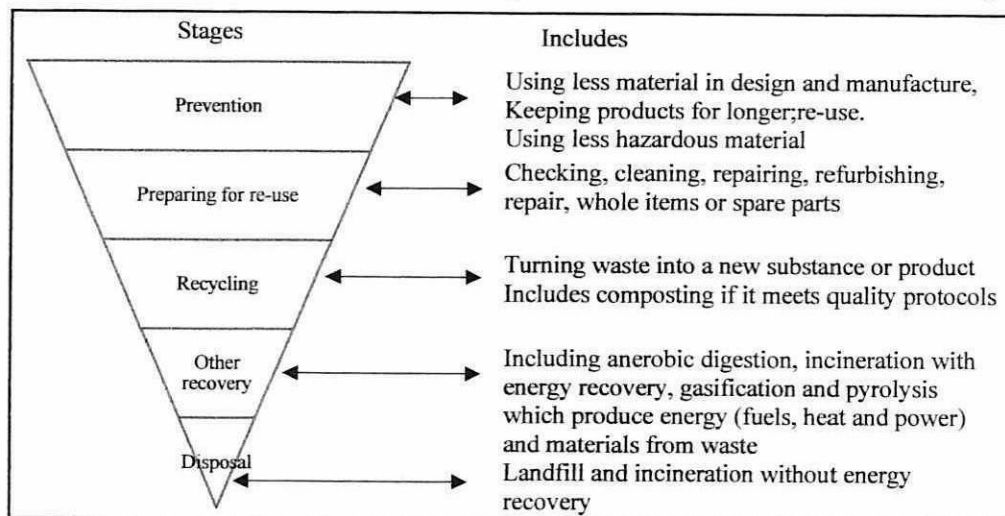 Stages
Includes
Prevention
Using less material in design and manufacture,
Keeping products for longer;re-use.
Using less hazardous material
Preparing for re-use
Checking, cleaning, repairing, refurbishing,
repair, whole items or spare parts
Recycling
Turning waste into a new substance or product
Includes composting if it meets quality protocols
Other
recovery
Including anerobic digestion, incineration with
energy recovery, gasification and pyrolysis
which produce energy (fuels, heat and power)
and materials from waste
Disposal
Landfill and incineration without energy
recovery